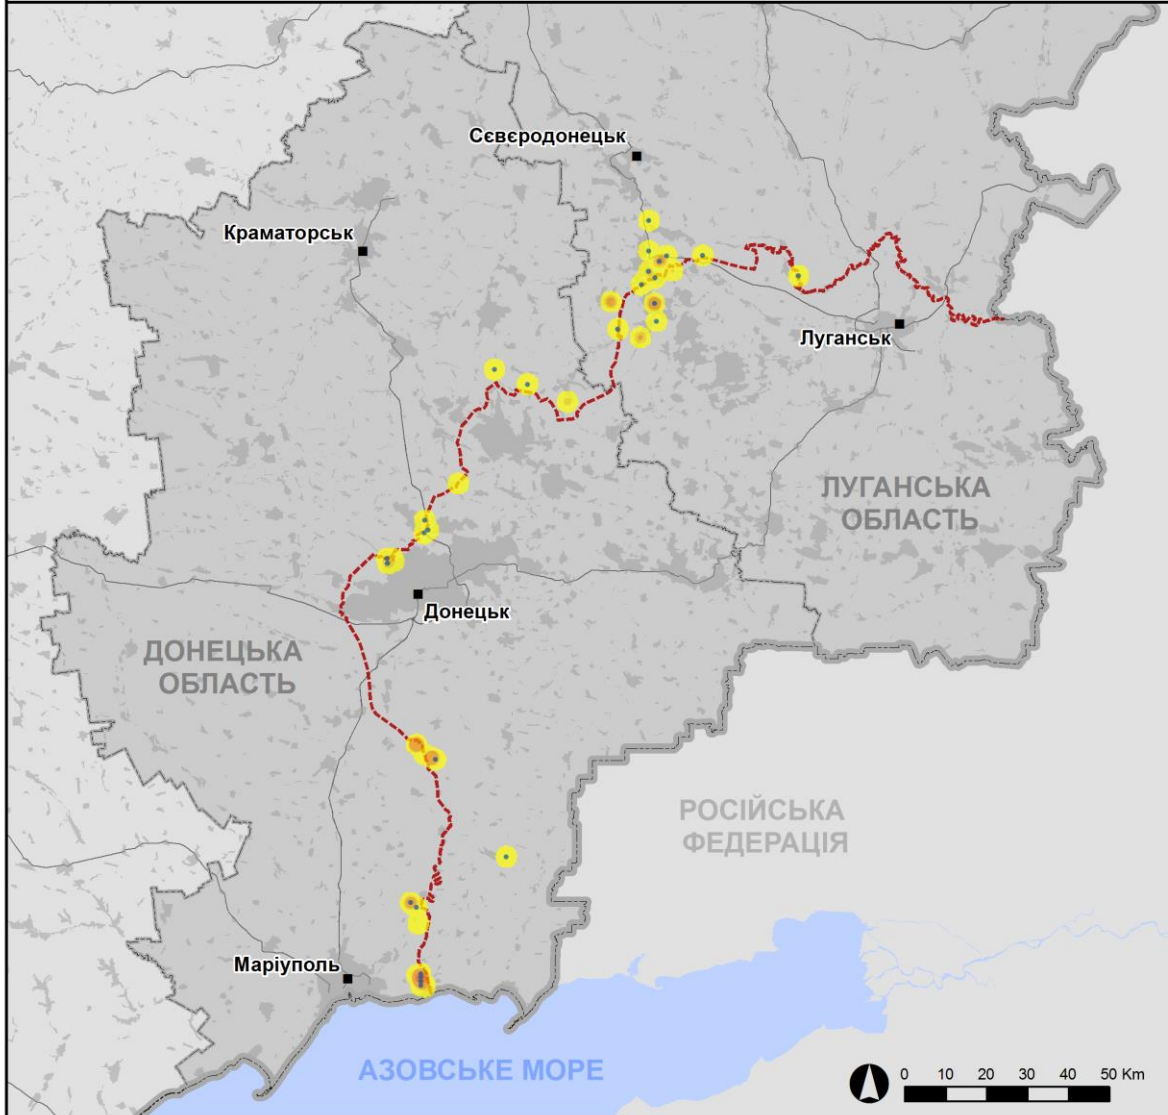 Сєвєродонецьк
Краматорськ
Луганськ
ЛУГАНСЬКА
ОБЛАСТЬ
Донецьк
ДОНЕЦЬКА
ОБЛАСТЬ
РОСІЙСЬКА
ФЕДЕРАЦІЯ
Маріуполь
АЗОВСЬКЕ МОРЕ
0 10 20 30 40 50 Km